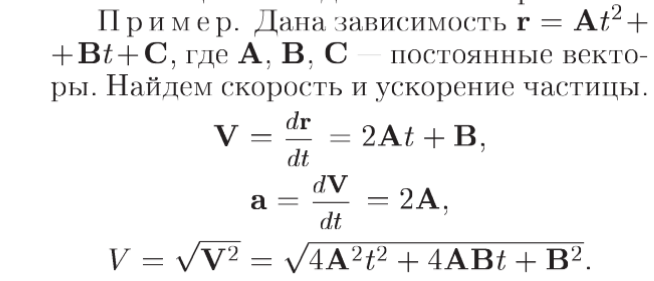 Пример. Дана зависимость r = At² +
+ Bt + C, где A, B, C — постоянные векто-
ры. Найдем скорость и ускорение частицы.
V = dr/dt = 2At + B,
a = dV/dt = 2A,
V = √V² = √(4A²t² + 4ABt + B²).